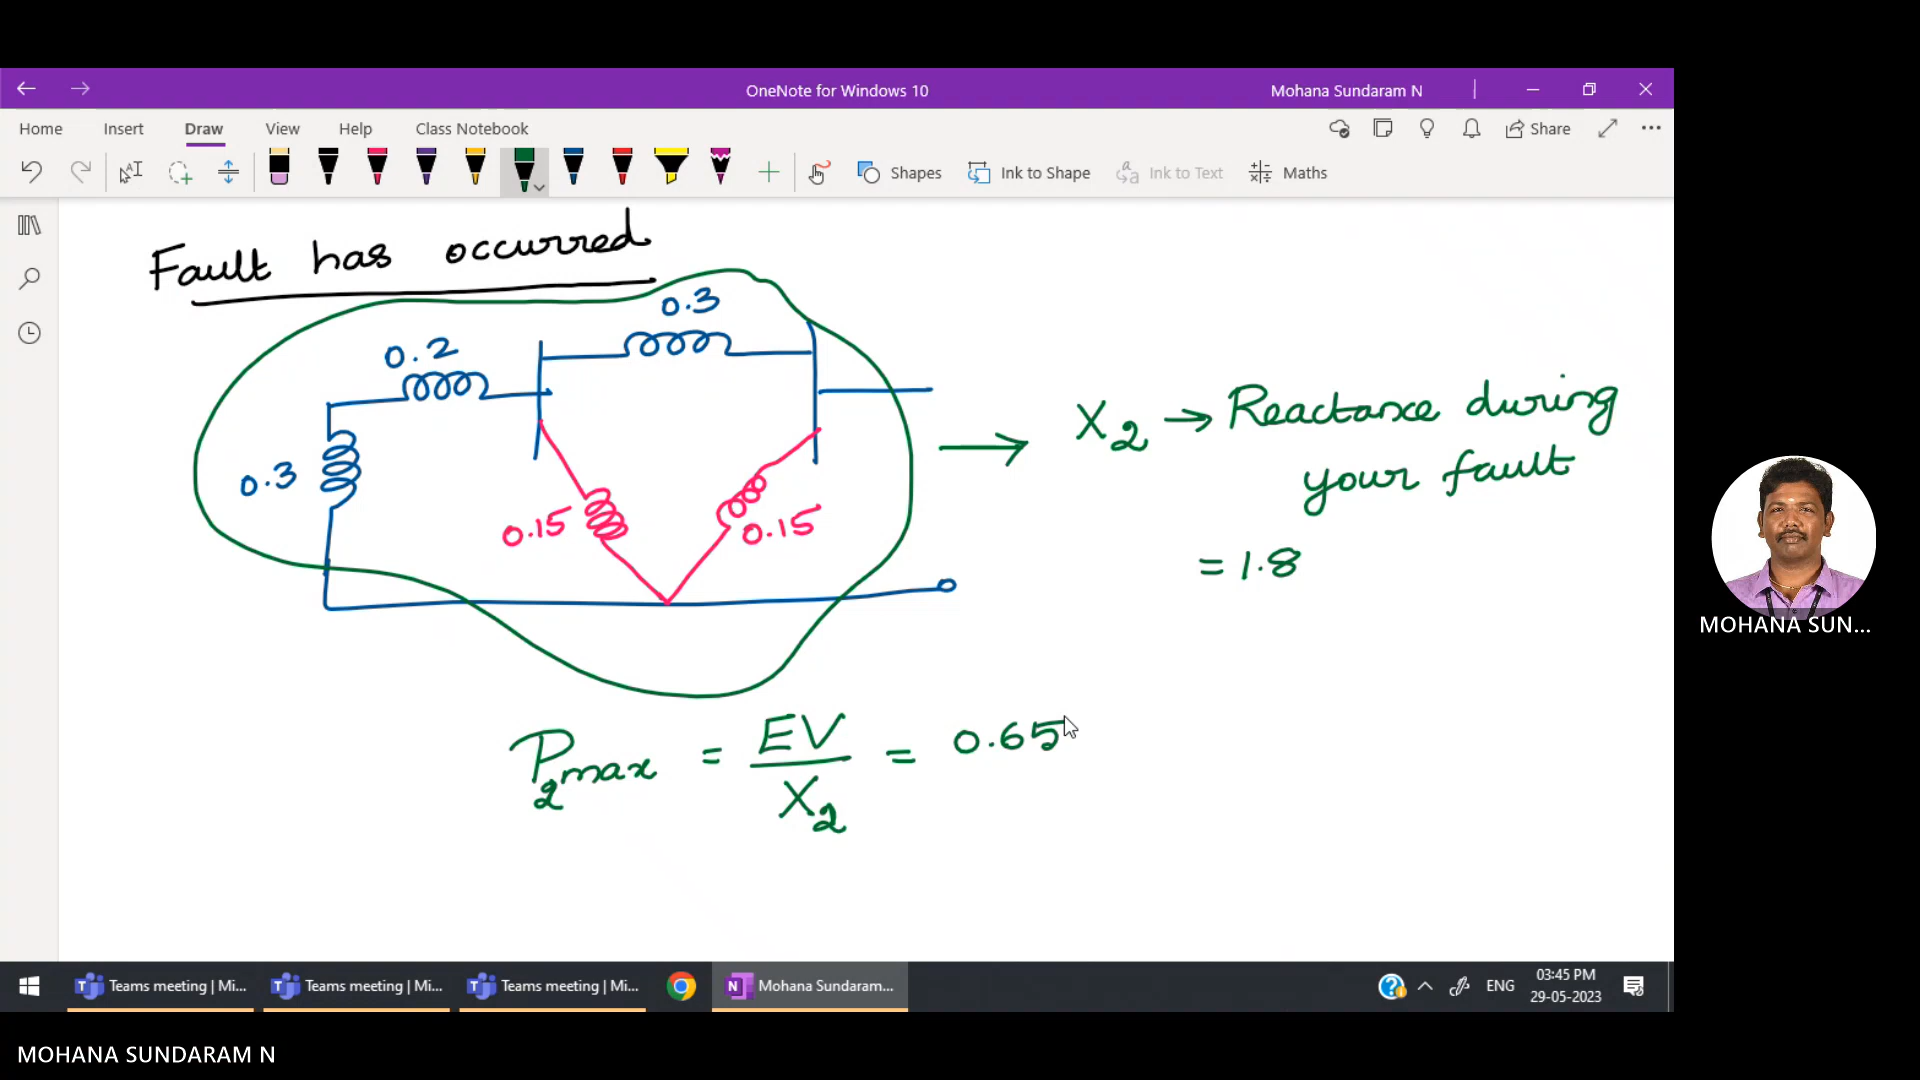 OneNote for Windows 10
Mohana Sundaram N
Home Insert Draw View Help Class Notebook
Share
Shapes Ink to Shape Ink to Text Maths
Fault has occurred
0.3
0.2
0.3
0.15 0.15
X2 → Reactance during
your fault
= 1.8
P2max = EV/X2 = 0.65
MOHANA SUN...
Teams meeting | Mi... Teams meeting | Mi... Teams meeting | Mi... Mohana Sundaram...
ENG
03:45 PM
29-05-2023
MOHANA SUNDARAM N